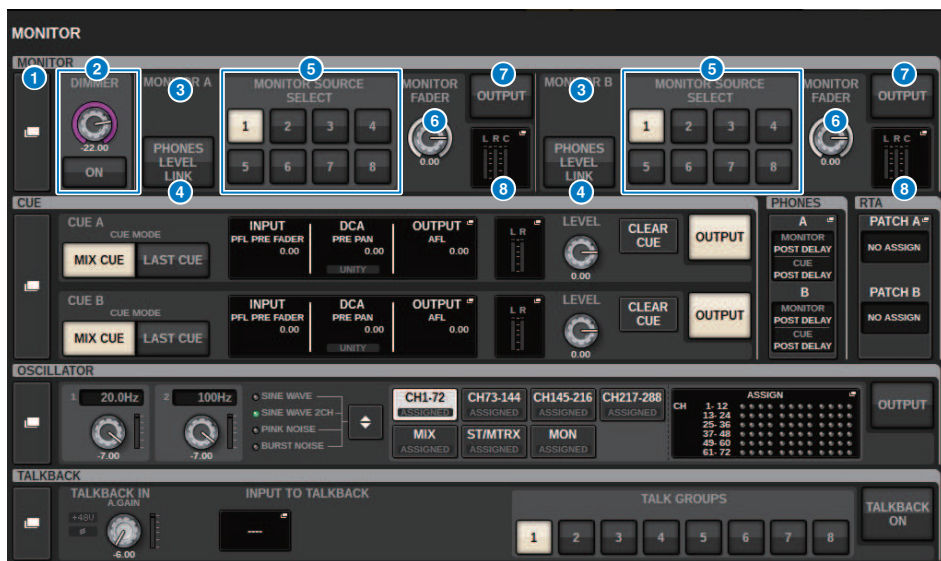 MONITOR
MONITOR
1
2
DIMMER
-22.00
ON
MONITOR A
3
PHONES
LEVEL
LINK
4
5
MONITOR SOURCE
SELECT
1 2 3 4
5 6 7 8
MONITOR
FADER
6
0.00
7
OUTPUT
L R C
8
MONITOR B
3
PHONES
LEVEL
LINK
4
5
MONITOR SOURCE
SELECT
1 2 3 4
5 6 7 8
MONITOR
FADER
6
0.00
7
OUTPUT
L R C
8
CUE
CUE A
CUE MODE
MIX CUE
LAST CUE
INPUT
PFL PRE FADER
0.00
DCA
PRE PAN
0.00
UNITY
OUTPUT
AFL
0.00
L R
LEVEL
0.00
CLEAR
CUE
OUTPUT
CUE B
CUE MODE
MIX CUE
LAST CUE
INPUT
PFL PRE FADER
0.00
DCA
PRE PAN
0.00
UNITY
OUTPUT
AFL
0.00
L R
LEVEL
0.00
CLEAR
CUE
OUTPUT
PHONES
A
MONITOR
POST DELAY
CUE
POST DELAY
B
MONITOR
POST DELAY
CUE
POST DELAY
RTA
PATCH A
NO ASSIGN
PATCH B
NO ASSIGN
OSCILLATOR
1 20.0Hz
-7.00
2 100Hz
-7.00
SINE WAVE
SINE WAVE 2CH
PINK NOISE
BURST NOISE
CH1-72
ASSIGNED
CH73-144
ASSIGNED
CH145-216
ASSIGNED
CH217-288
ASSIGNED
MIX
ASSIGNED
ST/MTRX
ASSIGNED
MON
ASSIGNED
ASSIGN
CH 1- 12
13- 24
25- 36
37- 48
49- 60
61- 72
OUTPUT
TALKBACK
TALKBACK IN
A.GAIN
+48V
ø
-6.00
INPUT TO TALKBACK
----
TALK GROUPS
1 2 3 4 5 6 7 8
TALKBACK
ON